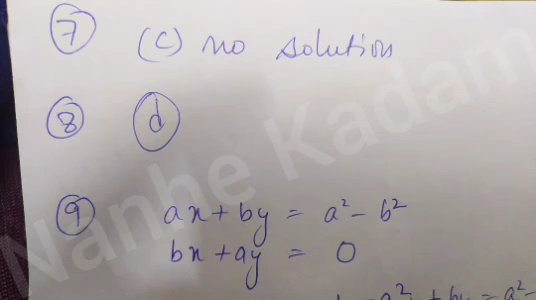 7 (C) no solution
8 d
9 ax + by = a² - b²
bx + ay = 0
Nanhe Kadam